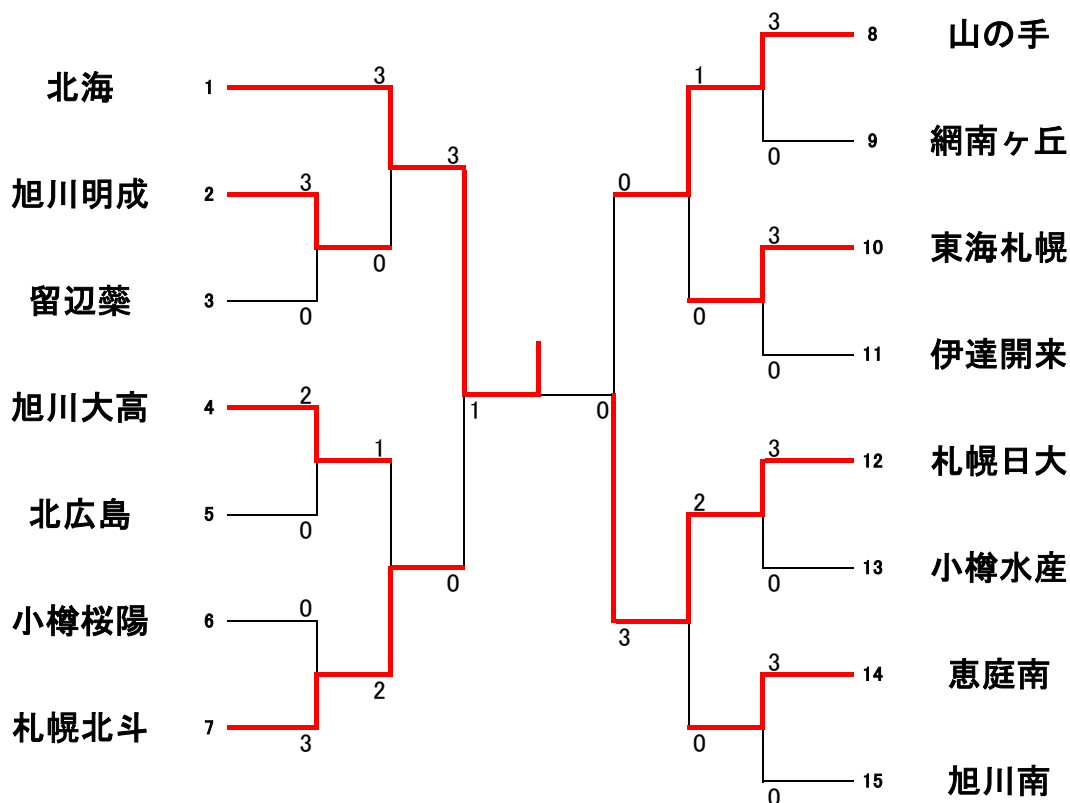 北海 1 3
3
旭川明成 2 3
0
留辺蘂 3 0
旭川大高 4 2
1
北広島 5 0
0
小樽桜陽 6 0
2
札幌北斗 7 3
1 0
3 8 山の手
1
0 9 網南ヶ丘
0
3 10 東海札幌
0
0 11 伊達開来
3 12 札幌日大
2
0 13 小樽水産
3
3 14 恵庭南
0
0 15 旭川南